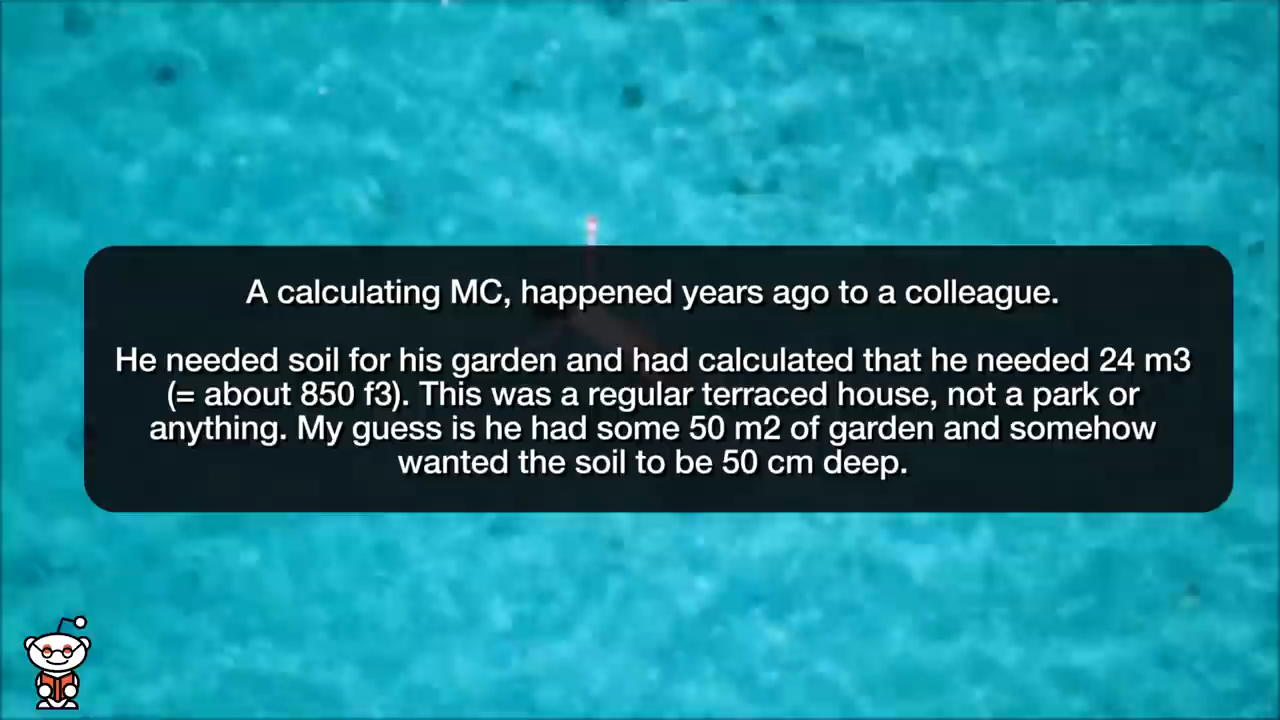 A calculating MC, happened years ago to a colleague.
He needed soil for his garden and had calculated that he needed 24 m3
(= about 850 f3). This was a regular terraced house, not a park or
anything. My guess is he had some 50 m2 of garden and somehow
wanted the soil to be 50 cm deep.